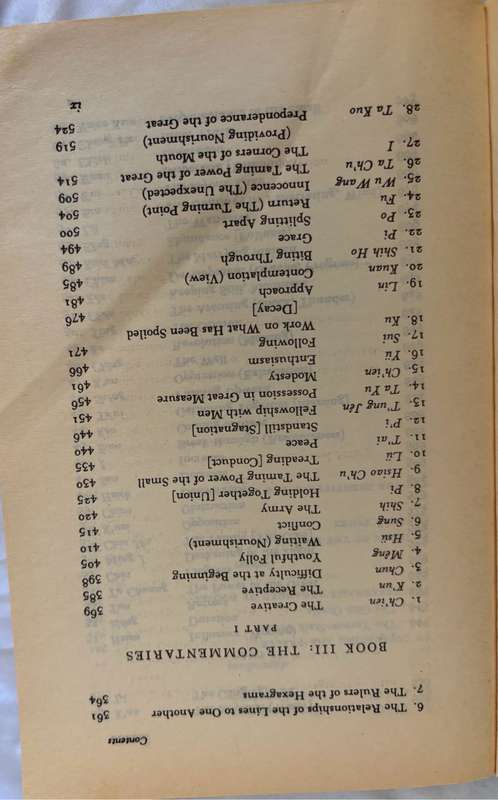 Contents
6. The Relationships of the Lines to One Another 361
7. The Rulers of the Hexagrams 364
BOOK III: THE COMMENTARIES
PART I
1. Ch'ien The Creative 369
2. K'un The Receptive 385
3. Chun Difficulty at the Beginning 398
4. Mêng Youthful Folly 405
5. Hsü Waiting (Nourishment) 410
6. Sung Conflict 415
7. Shih The Army 420
8. Pi Holding Together [Union] 425
9. Hsiao Ch'u The Taming Power of the Small 430
10. Lü Treading [Conduct] 435
11. T'ai Peace 440
12. P'i Standstill [Stagnation] 446
13. T'ung Jên Fellowship with Men 451
14. Ta Yu Possession in Great Measure 456
15. Ch'ien Modesty 461
16. Yü Enthusiasm 466
17. Sui Following 471
18. Ku Work on What Has Been Spoiled
[Decay] 476
19. Lin Approach 481
20. Kuan Contemplation (View) 485
21. Shih Ho Biting Through 489
22. Pi Grace 494
23. Po Splitting Apart 500
24. Fu Return (The Turning Point) 504
25. Wu Wang Innocence (The Unexpected) 509
26. Ta Ch'u The Taming Power of the Great 514
27. I The Corners of the Mouth
(Providing Nourishment) 519
28. Ta Kuo Preponderance of the Great 524
ix